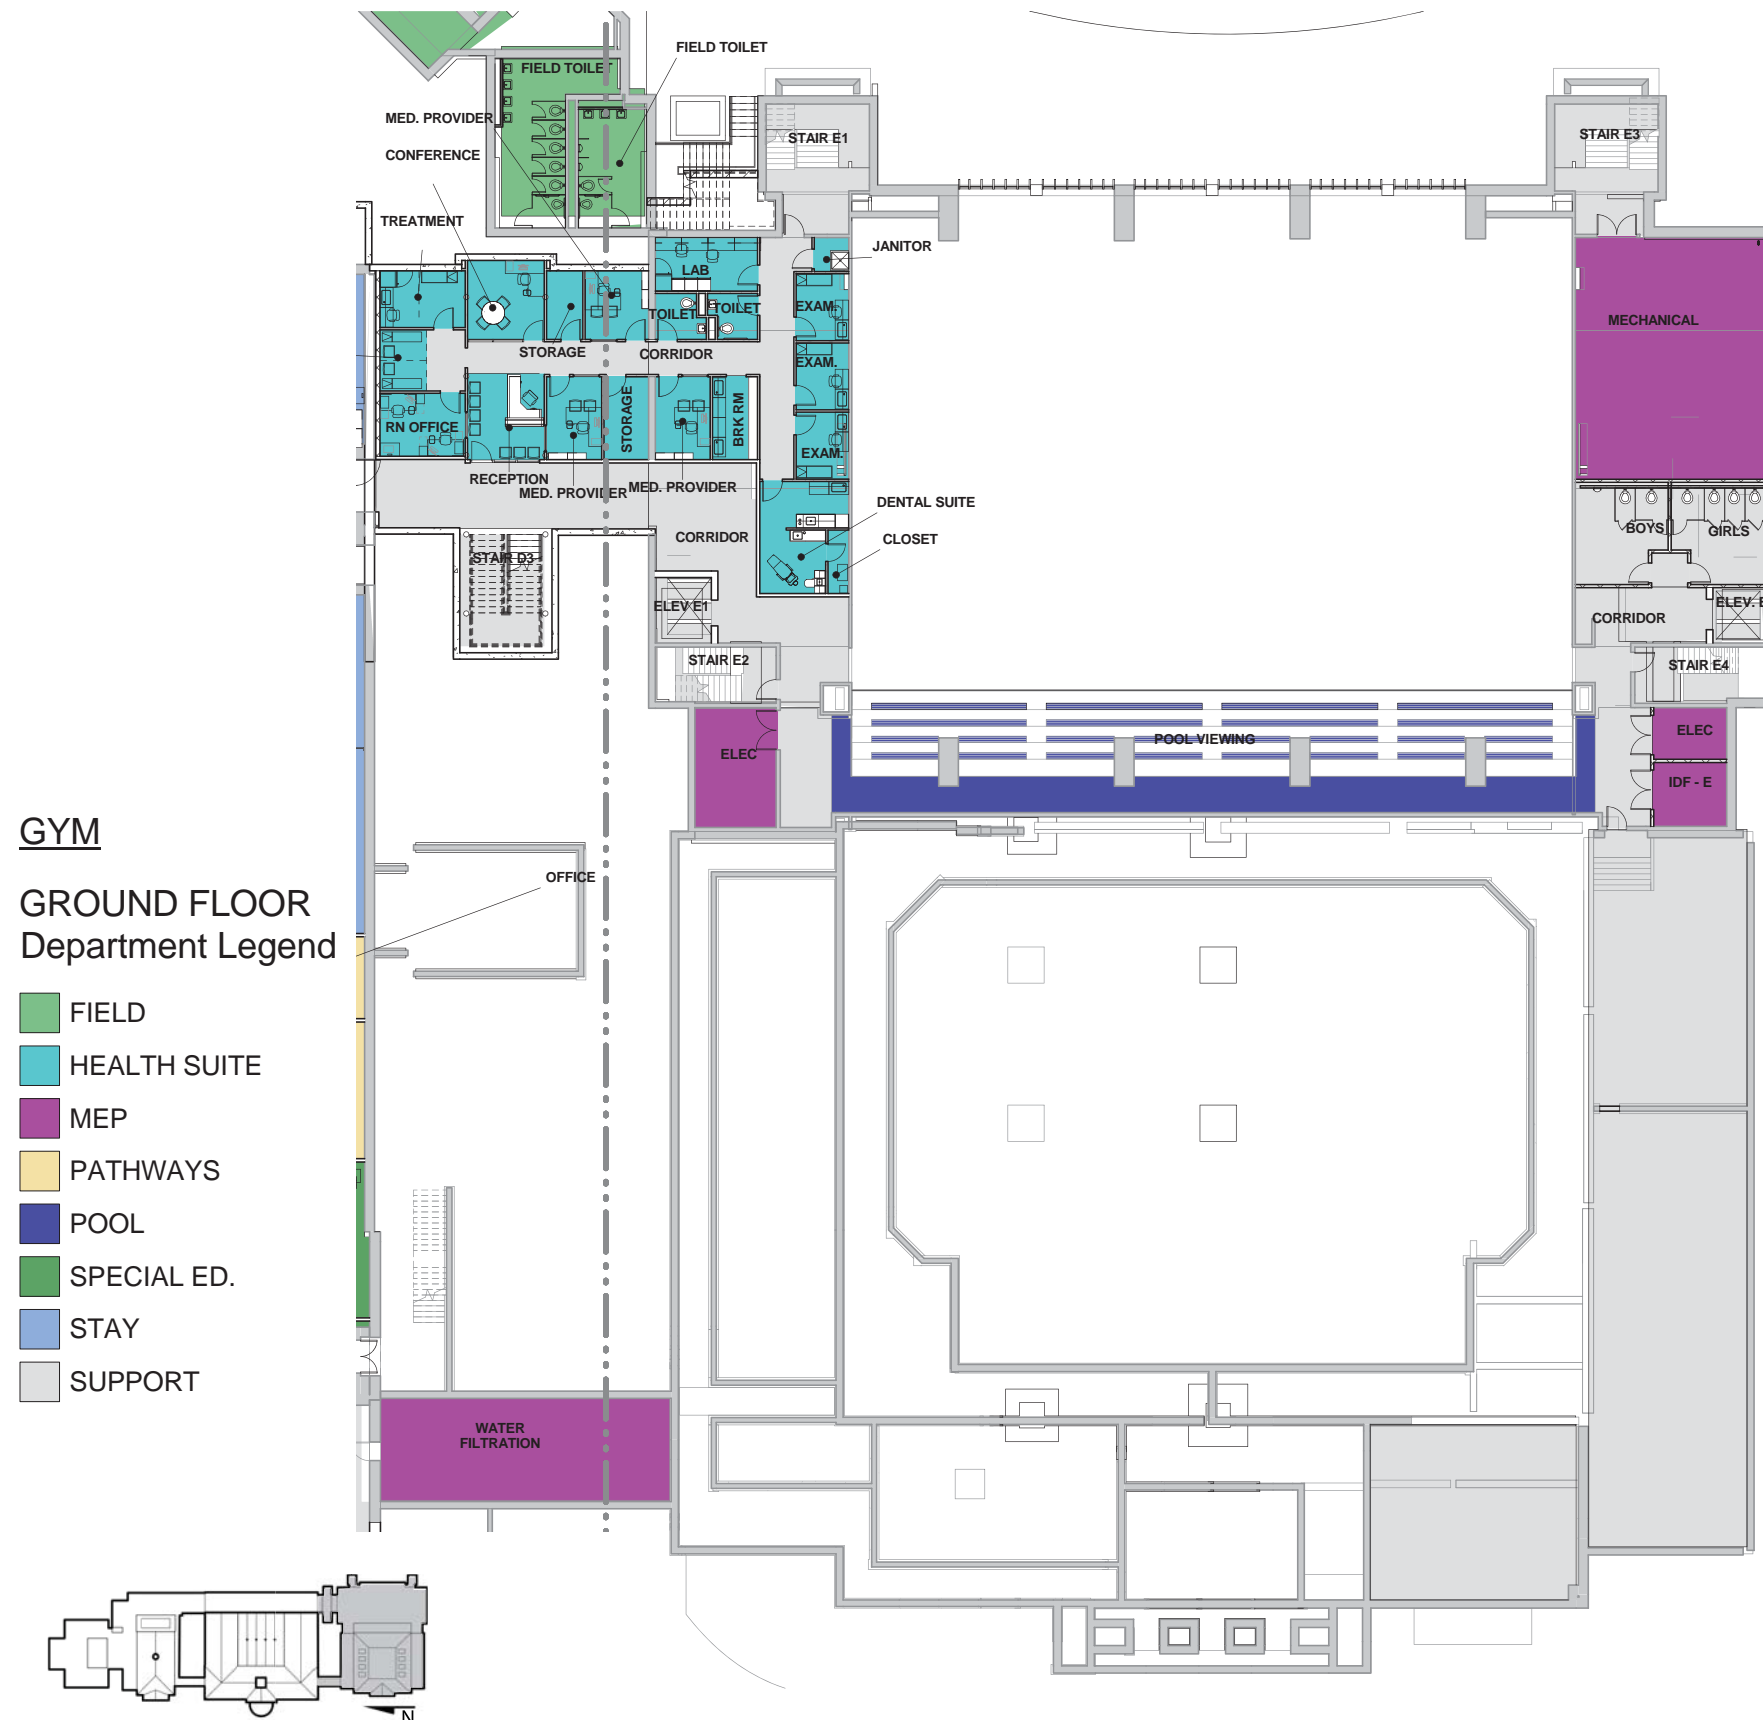 FIELD TOILET
FIELD TOILET
MED. PROVIDER
STAIR E1
STAIR E3
CONFERENCE
TREATMENT
JANITOR
LAB
EXAM.
TOILET
TOILET
MECHANICAL
STORAGE
CORRIDOR
EXAM.
STORAGE
BRK RM
RN OFFICE
EXAM.
RECEPTION
MED. PROVIDER
MED. PROVIDER
DENTAL SUITE
BOYS
GIRLS
CORRIDOR
CLOSET
STAIR D3
ELEV E1
ELEV. E
CORRIDOR
STAIR E2
STAIR E4
ELEC
POOL VIEWING
ELEC
IDF - E
OFFICE
GYM
GROUND FLOOR
Department Legend
FIELD
HEALTH SUITE
MEP
PATHWAYS
POOL
SPECIAL ED.
STAY
SUPPORT
WATER
FILTRATION
N